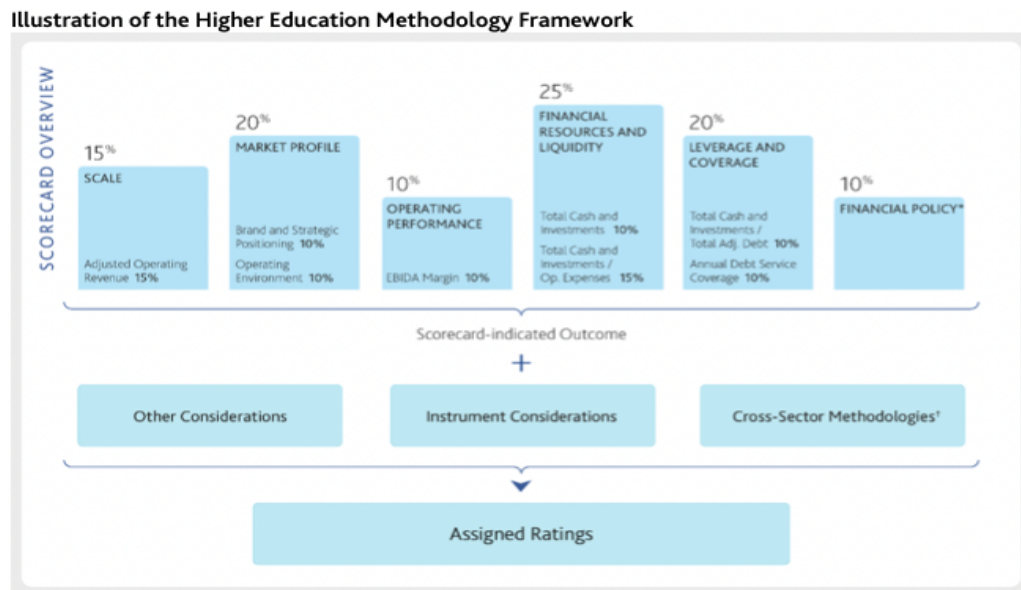 Illustration of the Higher Education Methodology Framework
SCORECARD OVERVIEW
15%
SCALE
Adjusted Operating
Revenue 15%
20%
MARKET PROFILE
Brand and Strategic
Positioning 10%
Operating
Environment 10%
10%
OPERATING
PERFORMANCE
EBIDA Margin 10%
25%
FINANCIAL
RESOURCES AND
LIQUIDITY
Total Cash and
Investments 10%
Total Cash and
Investments /
Op. Expenses 15%
20%
LEVERAGE AND
COVERAGE
Total Cash and
Investments /
Total Adj. Debt 10%
Annual Debt Service
Coverage 10%
10%
FINANCIAL POLICY*
Scorecard-indicated Outcome
+
Other Considerations
Instrument Considerations
Cross-Sector Methodologies†
Assigned Ratings